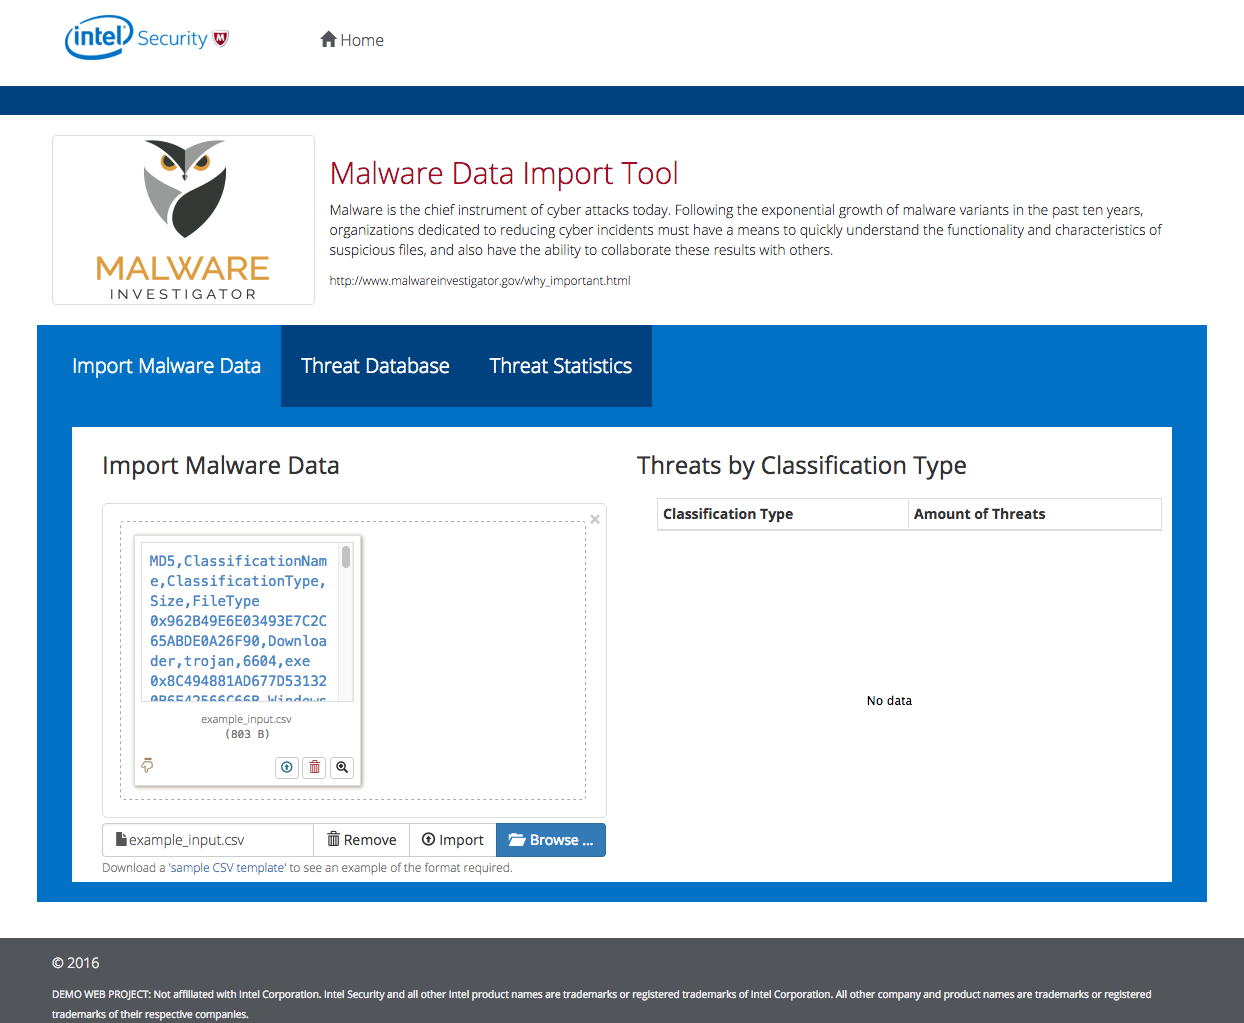 intel Security
Home
MALWARE
INVESTIGATOR
Malware Data Import Tool
Malware is the chief instrument of cyber attacks today. Following the exponential growth of malware variants in the past ten years,
organizations dedicated to reducing cyber incidents must have a means to quickly understand the functionality and characteristics of
suspicious files, and also have the ability to collaborate these results with others.
http://www.malwareinvestigator.gov/why_important.html
Import Malware Data
Threat Database
Threat Statistics
Import Malware Data
MD5,ClassificationNam
e,ClassificationType,
Size,FileType
0x962B49E6E03493E7C2C
65ABDE0A26F90,Downloa
der,trojan,6604,exe
0x8C494881AD677D53132
0B6E42566C66B,Windows
example_input.csv
(803 B)
example_input.csv
Remove
Import
Browse ...
Download a 'sample CSV template' to see an example of the format required.
Threats by Classification Type
Classification Type
Amount of Threats
No data
© 2016
DEMO WEB PROJECT: Not affiliated with Intel Corporation. Intel Security and all other Intel product names are trademarks or registered trademarks of Intel Corporation. All other company and product names are trademarks or registered
trademarks of their respective companies.